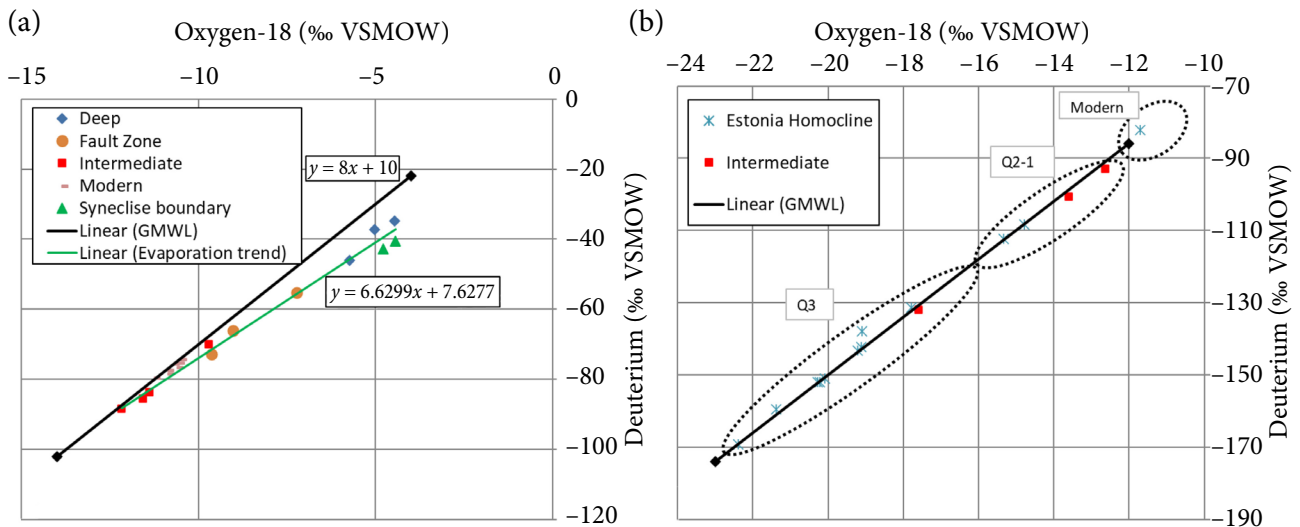 (a)
Oxygen-18 (‰ VSMOW)
−15
−10
−5
0
0
−20
−40
−60
−80
−100
−120
Deuterium (‰ VSMOW)
Deep
Fault Zone
Intermediate
Modern
Syneclise boundary
Linear (GMWL)
Linear (Evaporation trend)
y = 8x + 10
y = 6.6299x + 7.6277
(b)
Oxygen-18 (‰ VSMOW)
−24
−22
−20
−18
−16
−14
−12
−10
−70
−90
−110
−130
−150
−170
−190
Deuterium (‰ VSMOW)
Estonia Homocline
Intermediate
Linear (GMWL)
Modern
Q2-1
Q3